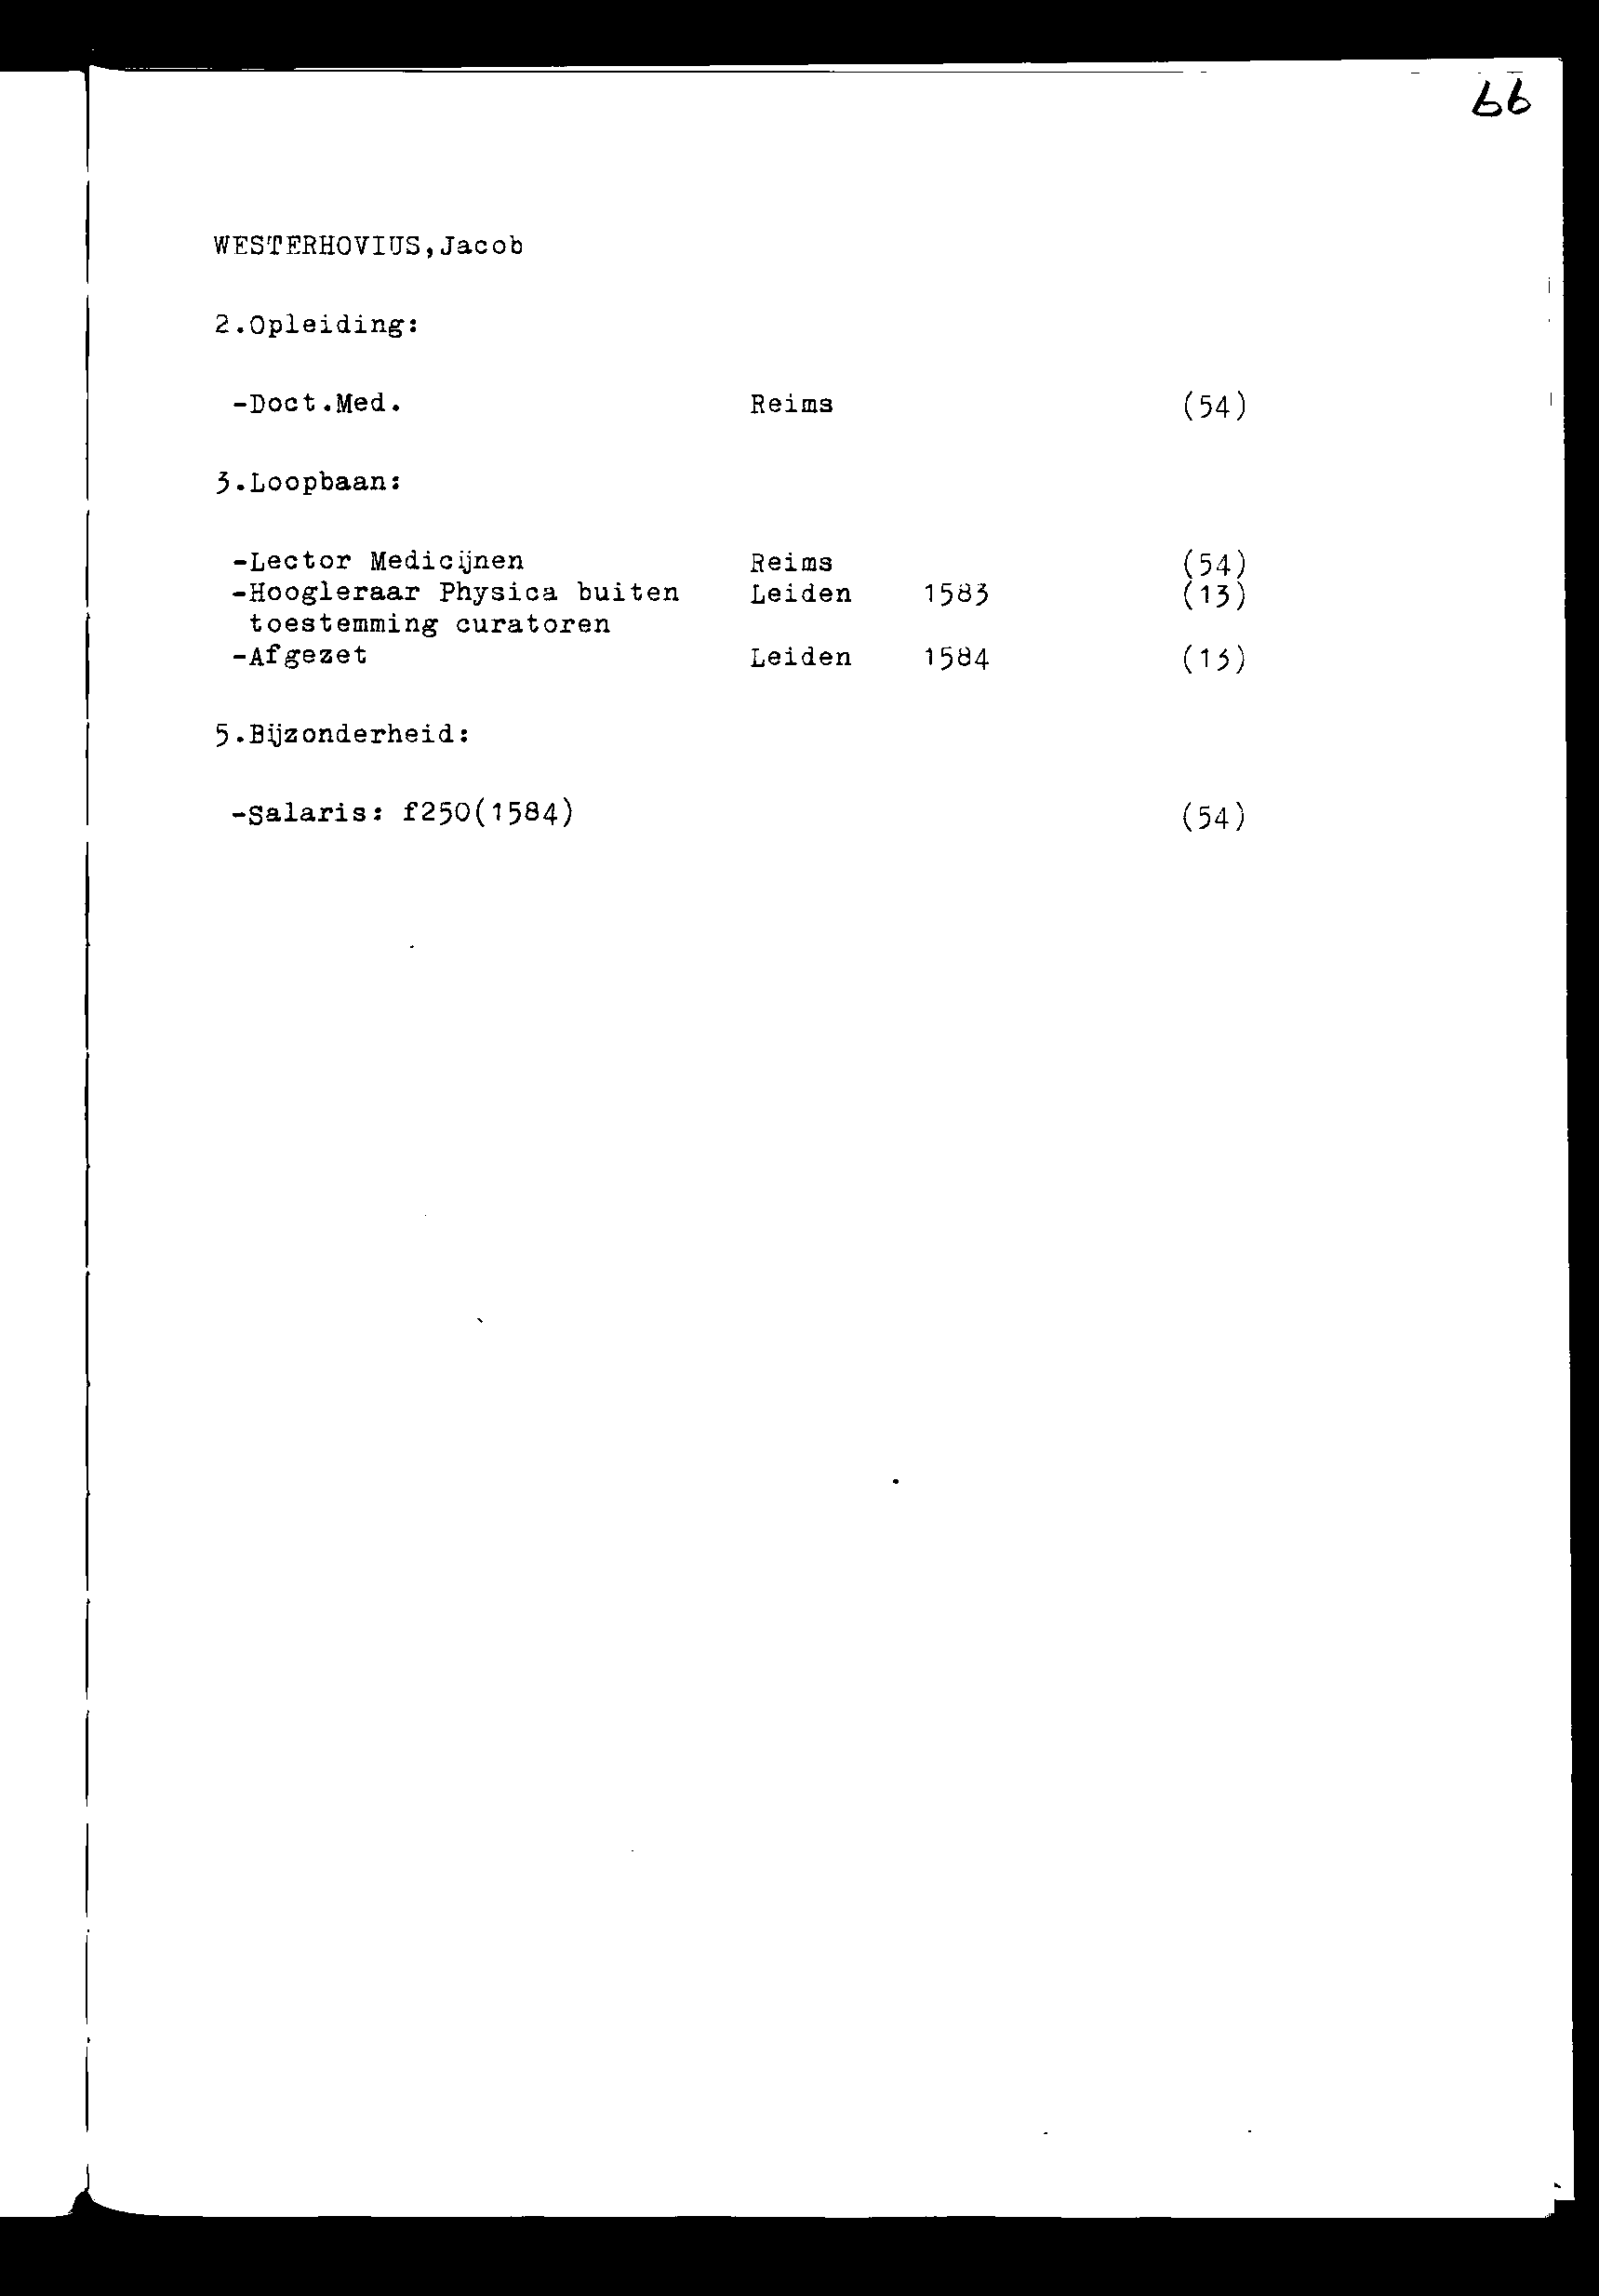 66
WESTERHOVIUS,Jacob
2.Opleiding:
-Doct.Med. Reims (54)
3.Loopbaan:
-Lector Medicijnen Reims (54)
-Hoogleraar Physica buiten Leiden 1583 (13)
toestemming curatoren
-Afgezet Leiden 1584 (13)
5.Bijzonderheid:
-Salaris: f250(1584) (54)